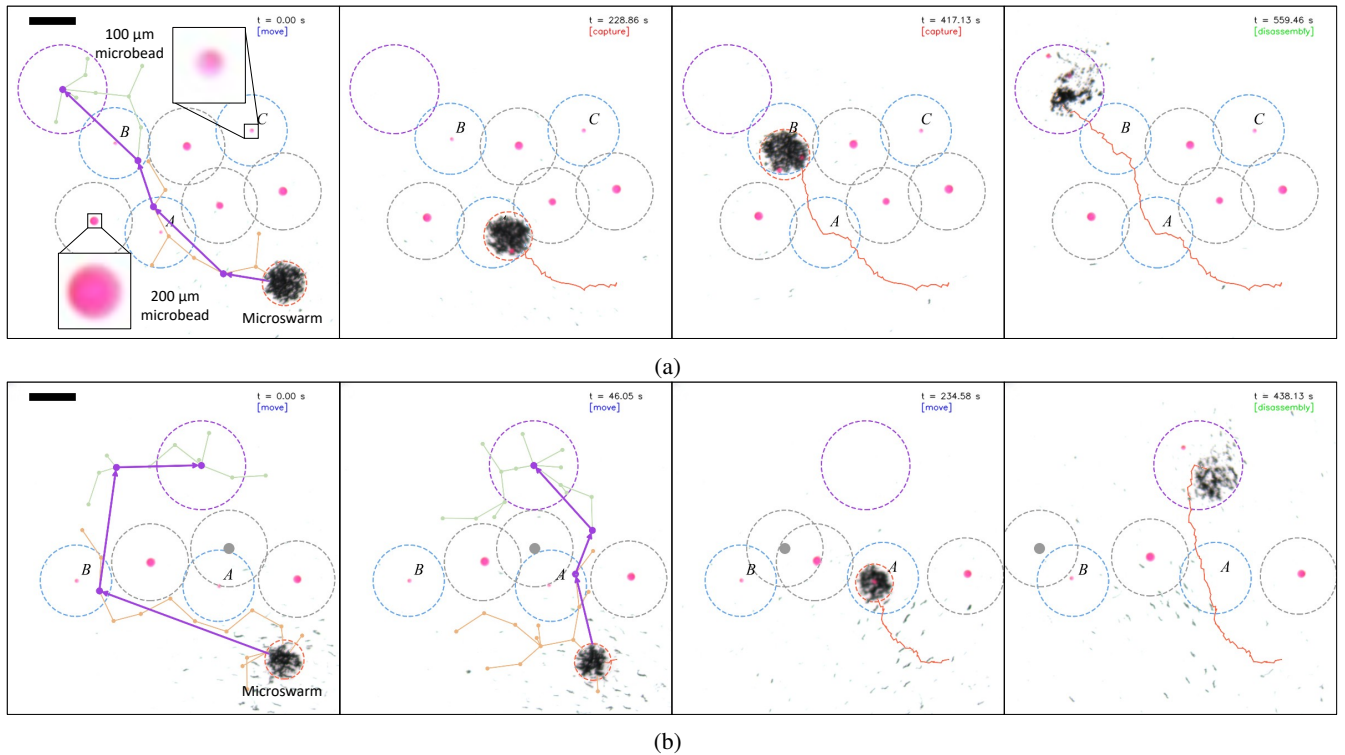 t = 0.00 s
[move]
100 μm
microbead
B
C
A
200 μm
microbead
Microswarm
t = 228.86 s
[capture]
B
C
t = 417.13 s
[capture]
B
C
A
t = 559.46 s
[disassembly]
B
C
A
(a)
t = 0.00 s
[move]
B
A
Microswarm
t = 46.05 s
[move]
B
A
t = 234.58 s
[move]
B
A
t = 438.13 s
[disassembly]
B
A
(b)